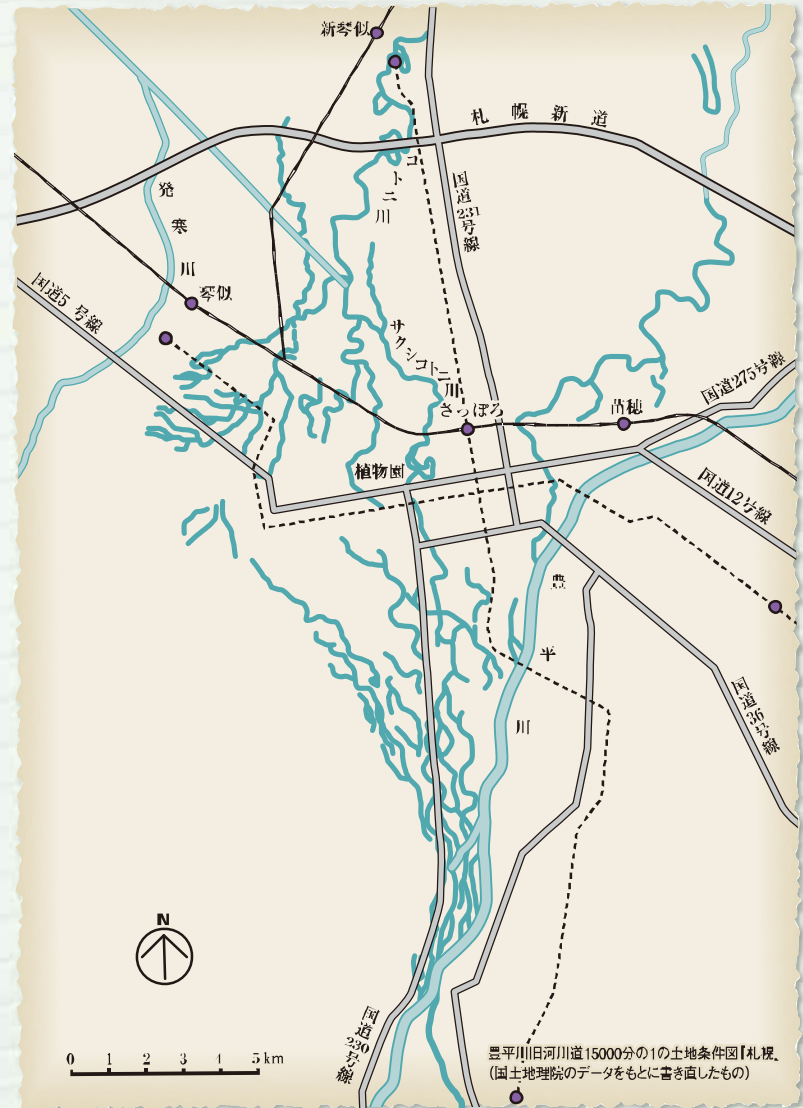 新琴似
札幌新道
コトニ川
国道231号線
発寒川
琴似
国道5号線
サクシコトニ川
さっぽろ
苗穂
国道275号線
植物園
国道12号線
豊平川
国道36号線
N
国道230号線
0 1 2 3 4 5km
豊平川旧河川道15000分の1の土地条件図『札幌』
(国土地理院のデータをもとに書き直したもの)